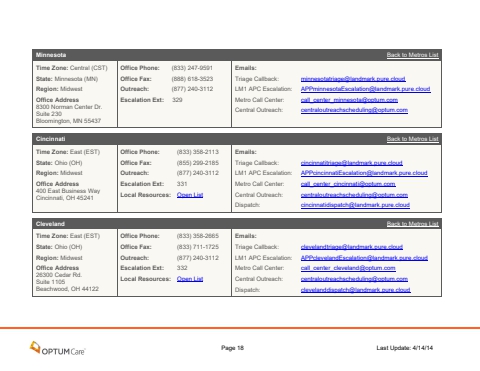 Minnesota Back to Metros List
Time Zone: Central (CST) Office Phone: (833) 247-9591 Emails:
State: Minnesota (MN) Office Fax: (888) 616-3523 Triage Callback: minnesotatriage@landmark.pure.cloud
Region: Midwest Outreach: (877) 240-3112 LM1 APC Escalation: APPminnesotaEscalation@landmark.pure.cloud
Office Address Escalation Ext: 329 Metro Call Center: call_center_minnesota@optum.com
8300 Norman Center Dr. Central Outreach: centraloutreachscheduling@optum.com
Suite 230
Bloomington, MN 55437
Cincinnati Back to Metros List
Time Zone: East (EST) Office Phone: (833) 358-2113 Emails:
State: Ohio (OH) Office Fax: (855) 299-2185 Triage Callback: cincinnatitriage@landmark.pure.cloud
Region: Midwest Outreach: (877) 240-3112 LM1 APC Escalation: APPcincinnatiEscalation@landmark.pure.cloud
Office Address Escalation Ext: 331 Metro Call Center: call_center_cincinnati@optum.com
400 East Business Way Local Resources: Open List Central Outreach: centraloutreachscheduling@optum.com
Cincinnati, OH 45241 Dispatch: cincinnatidispatch@landmark.pure.cloud
Cleveland Back to Metros List
Time Zone: East (EST) Office Phone: (833) 358-2665 Emails:
State: Ohio (OH) Office Fax: (833) 711-1725 Triage Callback: clevelandtriage@landmark.pure.cloud
Region: Midwest Outreach: (877) 240-3112 LM1 APC Escalation: APPclevelandEscalation@landmark.pure.cloud
Office Address Escalation Ext: 332 Metro Call Center: call_center_cleveland@optum.com
26300 Cedar Rd. Local Resources: Open List Central Outreach: centraloutreachscheduling@optum.com
Suite 1105 Dispatch: clevelanddispatch@landmark.pure.cloud
Beachwood, OH 44122
OPTUM Care Page 18 Last Update: 4/14/14